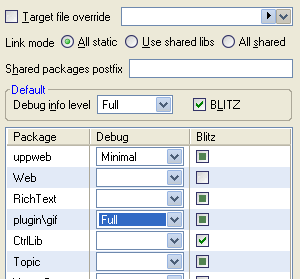 Target file override
Link mode All static Use shared libs All shared
Shared packages postfix
Default
Debug info level Full BLITZ
Package Debug Blitz
uppweb Minimal
Web
RichText
plugin\gif Full
CtrlLib
Topic